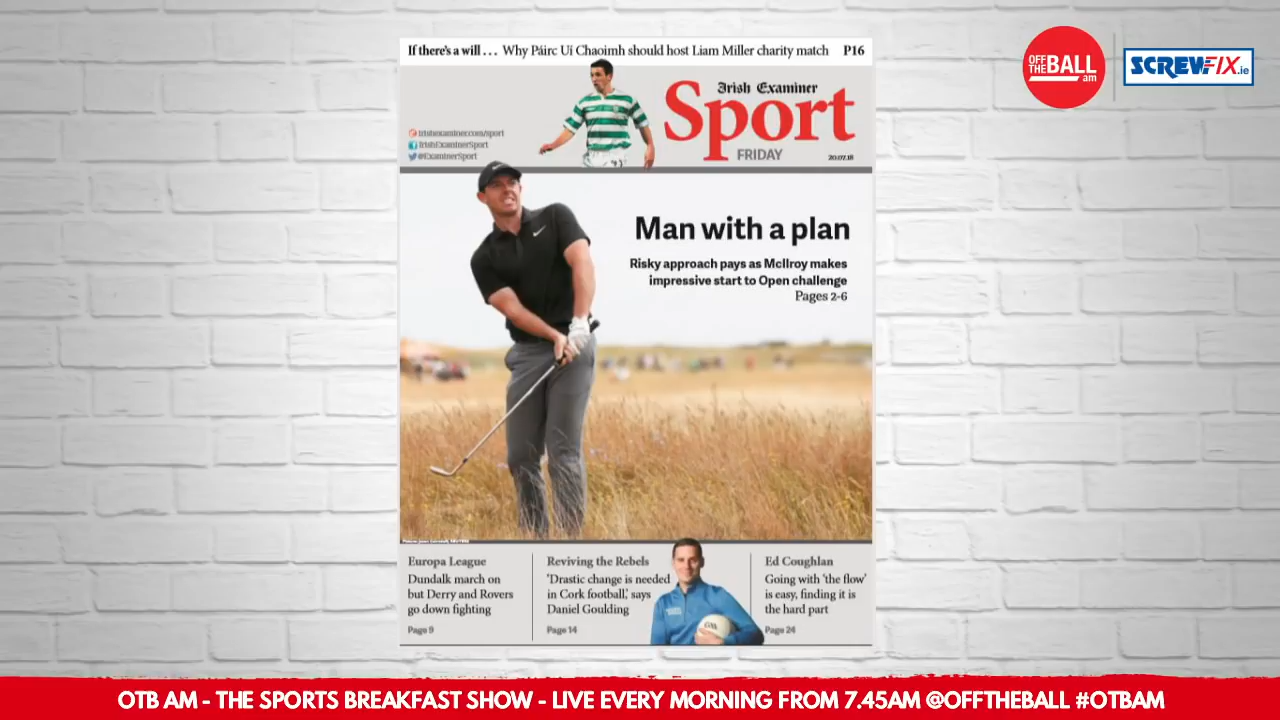 If there's a will . . . Why Páirc Uí Chaoimh should host Liam Miller charity match P16
OFF THE BALL am
SCREWFIX.ie
Irish Examiner
Sport
FRIDAY
20.07.18
irishexaminer.com/sport
IrishExaminerSport
@ExaminerSport
Man with a plan
Risky approach pays as McIlroy makes
impressive start to Open challenge
Pages 2-6
Europa League
Dundalk march on
but Derry and Rovers
go down fighting
Page 9
Reviving the Rebels
'Drastic change is needed
in Cork football,' says
Daniel Goulding
Page 14
Ed Coughlan
Going with 'the flow'
is easy, finding it is
the hard part
Page 24
OTB AM - THE SPORTS BREAKFAST SHOW - LIVE EVERY MORNING FROM 7.45AM @OFFTHEBALL #OTBAM